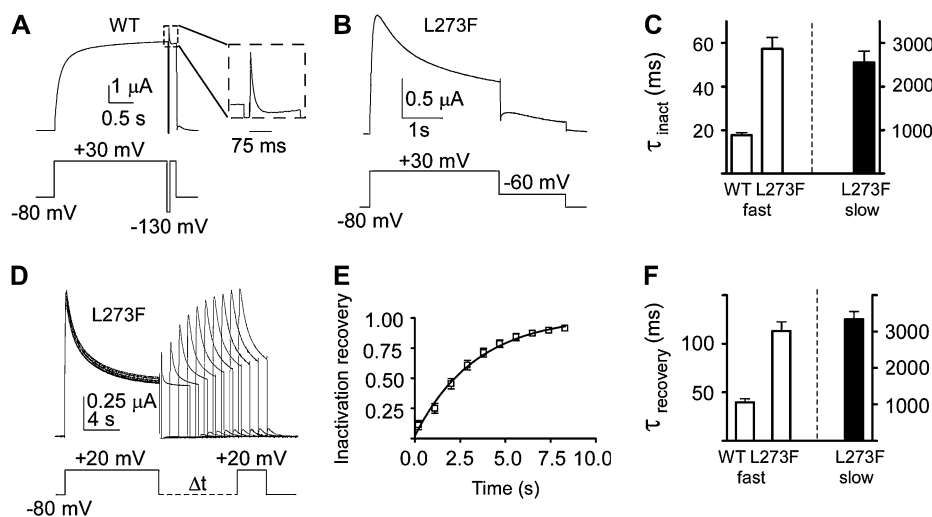 A
WT
1 µA
0.5 s
75 ms
+30 mV
-80 mV
-130 mV
B
L273F
0.5 µA
1s
+30 mV
-60 mV
-80 mV
C
τ inact (ms)
60
40
20
3000
2000
1000
WT L273F
fast
L273F
slow
D
L273F
0.25 µA
4 s
+20 mV
+20 mV
Δt
-80 mV
E
Inactivation recovery
1.00
0.75
0.50
0.25
0.0 2.5 5.0 7.5 10.0
Time (s)
F
τ recovery (ms)
100
50
3000
2000
1000
WT L273F
fast
L273F
slow